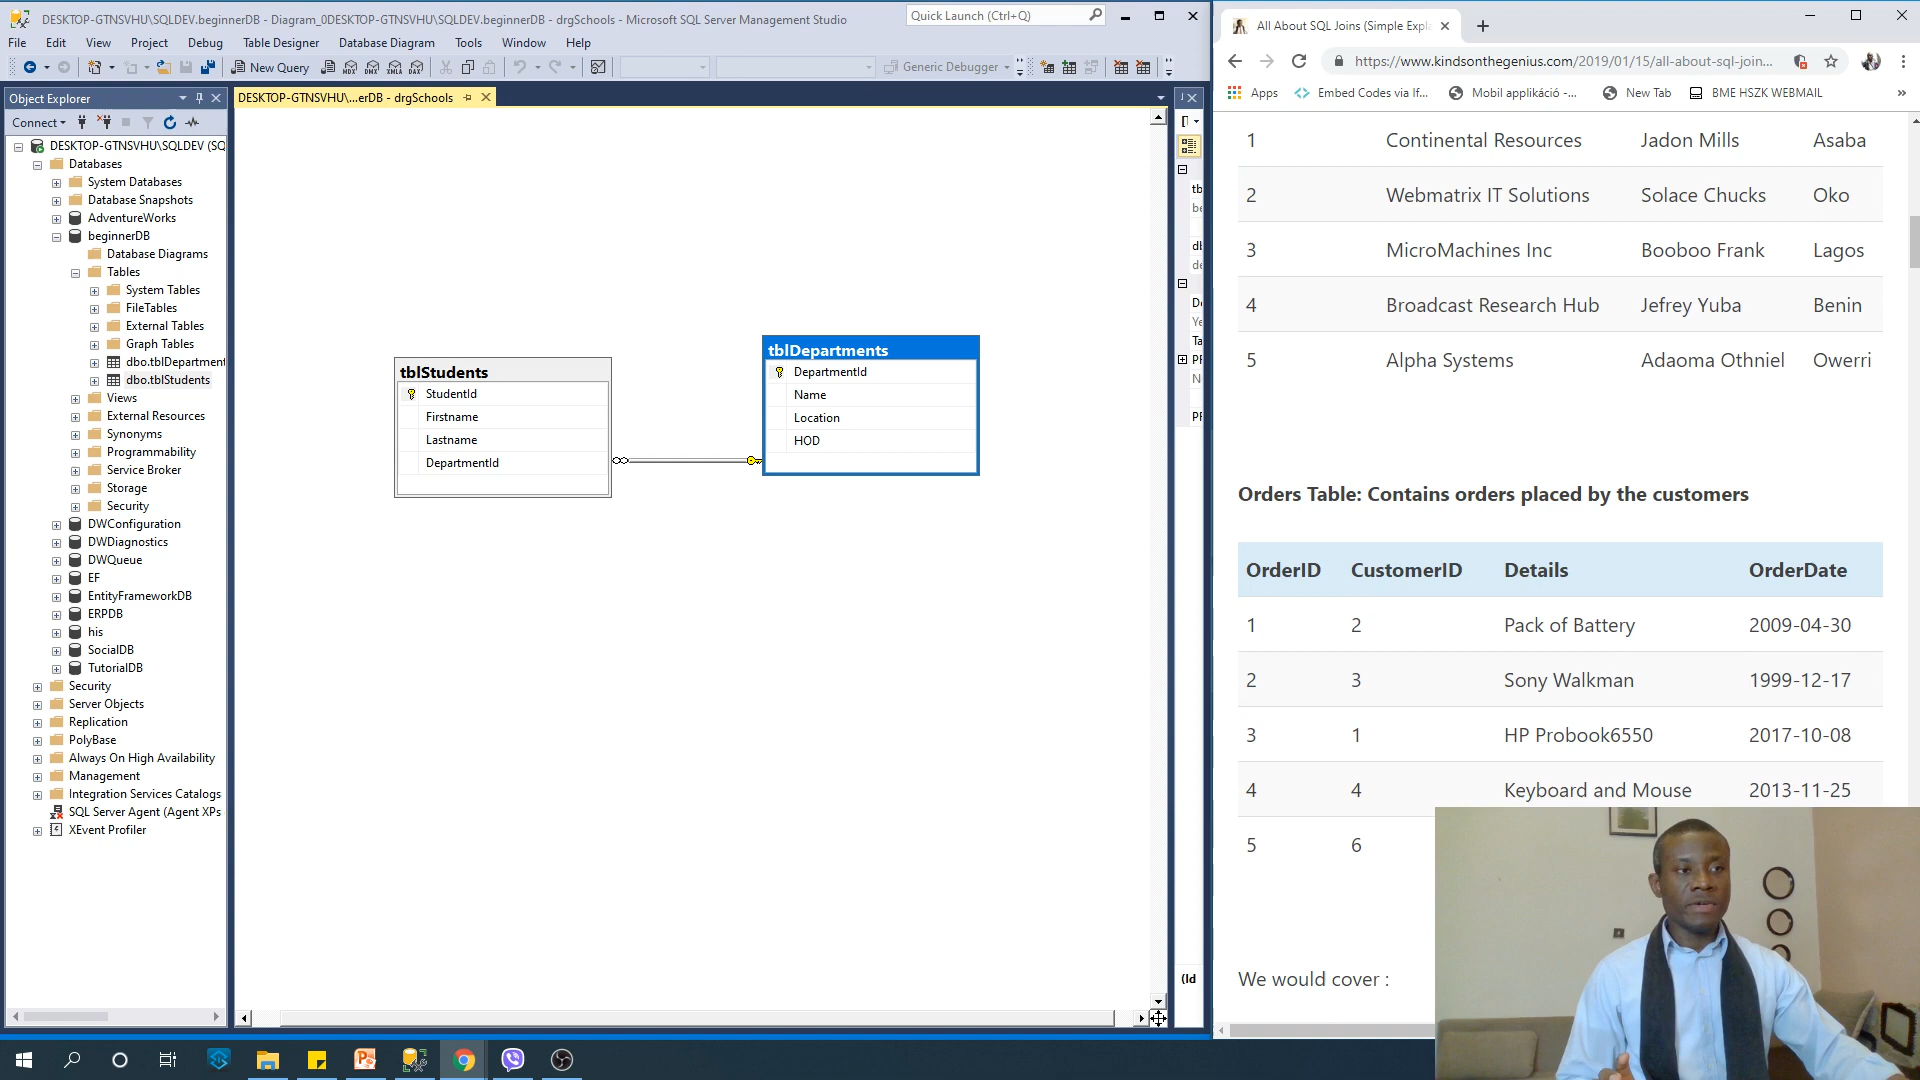 DESKTOP-GTNSVHU\SQLDEV.beginnerDB - Diagram_0DESKTOP-GTNSVHU\SQLDEV.beginnerDB - drgSchools - Microsoft SQL Server Management Studio
Quick Launch (Ctrl+Q)
File Edit View Project Debug Table Designer Database Diagram Tools Window Help
New Query MDX DMX XMLA DAX Generic Debugger
Object Explorer
Connect
DESKTOP-GTNSVHU\SQLDEV (SQ
Databases
System Databases
Database Snapshots
AdventureWorks
beginnerDB
Database Diagrams
Tables
System Tables
FileTables
External Tables
Graph Tables
dbo.tblDepartment
dbo.tblStudents
Views
External Resources
Synonyms
Programmability
Service Broker
Storage
Security
DWConfiguration
DWDiagnostics
DWQueue
EF
EntityFrameworkDB
ERPDB
his
SocialDB
TutorialDB
Security
Server Objects
Replication
PolyBase
Always On High Availability
Management
Integration Services Catalogs
SQL Server Agent (Agent XPs
XEvent Profiler
DESKTOP-GTNSVHU\...erDB - drgSchools
tblStudents
StudentId
Firstname
Lastname
DepartmentId
tblDepartments
DepartmentId
Name
Location
HOD
(Id
All About SQL Joins (Simple Expla
https://www.kindsonthegenius.com/2019/01/15/all-about-sql-join...
Apps Embed Codes via If... Mobil applikáció -... New Tab BME HSZK WEBMAIL
1 Continental Resources Jadon Mills Asaba
2 Webmatrix IT Solutions Solace Chucks Oko
3 MicroMachines Inc Booboo Frank Lagos
4 Broadcast Research Hub Jefrey Yuba Benin
5 Alpha Systems Adaoma Othniel Owerri
Orders Table: Contains orders placed by the customers
OrderID CustomerID Details OrderDate
1 2 Pack of Battery 2009-04-30
2 3 Sony Walkman 1999-12-17
3 1 HP Probook6550 2017-10-08
4 4 Keyboard and Mouse 2013-11-25
5 6
We would cover :